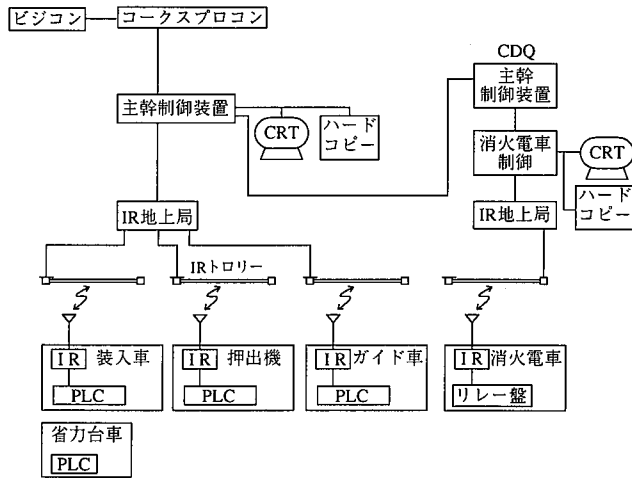 ビジコン
コークスプロコン
CDQ
主幹制御装置
CRT
ハード
コピー
主幹
制御装置
消火電車
制御
CRT
ハード
コピー
IR地上局
IR地上局
IRトロリー
IR 装入車
PLC
IR 押出機
PLC
IR ガイド車
PLC
IR 消火電車
リレー盤
省力台車
PLC